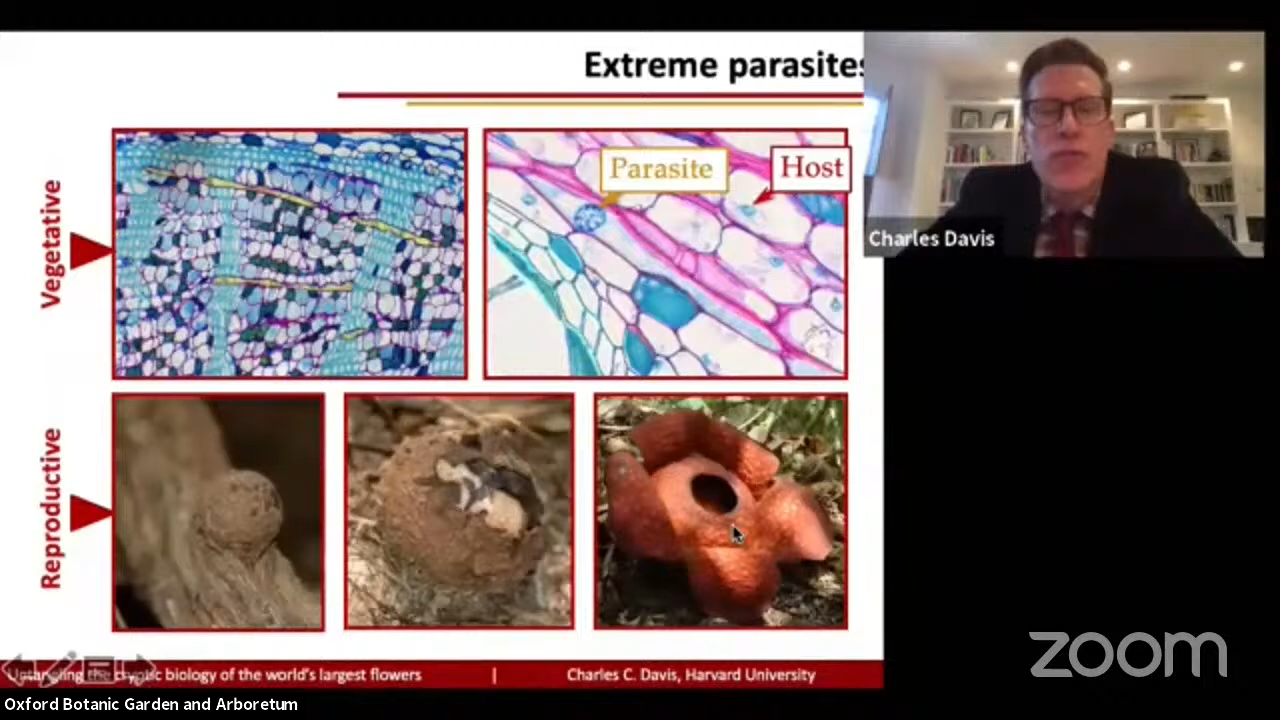 Extreme parasites
Vegetative
Parasite
Host
Charles Davis
Reproductive
Untangling the cryptic biology of the world's largest flowers | Charles C. Davis, Harvard University
zoom
Oxford Botanic Garden and Arboretum